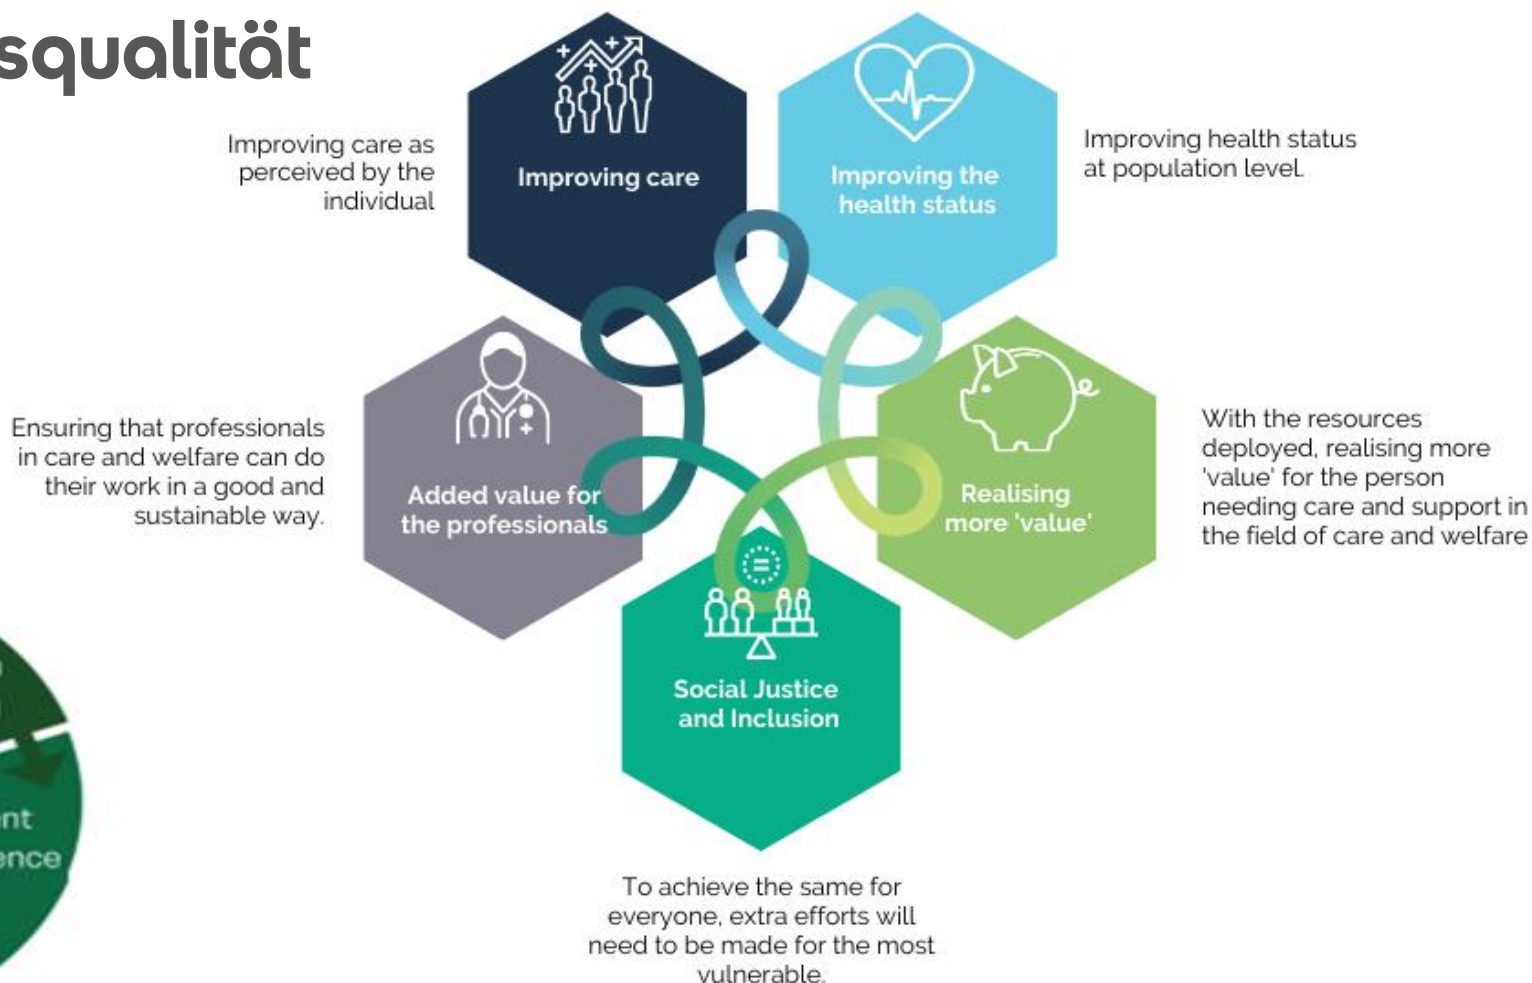 squalität
Improving care as
perceived by the
individual
Improving care
Improving the
health status
Improving health status
at population level.
Ensuring that professionals
in care and welfare can do
their work in a good and
sustainable way.
Added value for
the professionals
Realising
more 'value'
With the resources
deployed, realising more
'value' for the person
needing care and support in
the field of care and welfare
Social Justice
and Inclusion
To achieve the same for
everyone, extra efforts will
need to be made for the most
vulnerable.
nt
ence